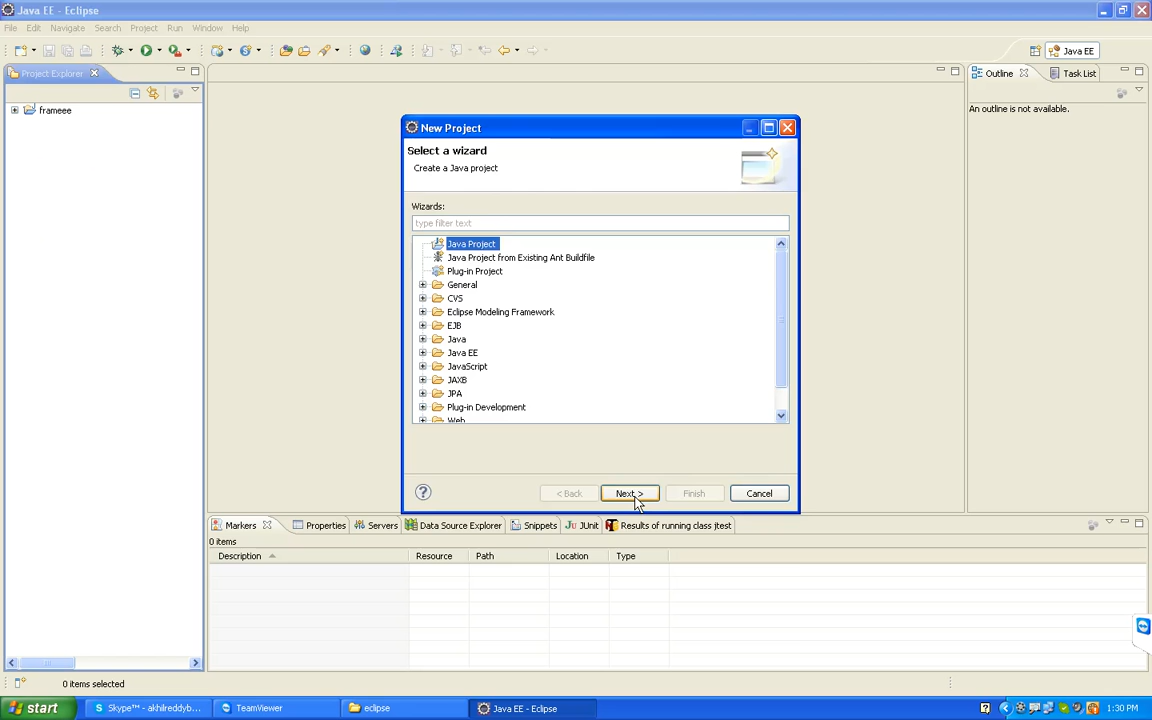 Java EE - Eclipse
File Edit Navigate Search Project Run Window Help
Java EE
Project Explorer
frameee
Outline Task List
An outline is not available.
New Project
Select a wizard
Create a Java project
Wizards:
type filter text
Java Project
Java Project from Existing Ant Buildfile
Plug-in Project
General
CVS
Eclipse Modeling Framework
EJB
Java
Java EE
JavaScript
JAXB
JPA
Plug-in Development
Web
< Back Next > Finish Cancel
Markers Properties Servers Data Source Explorer Snippets JUnit Results of running class jtest
0 items
Description Resource Path Location Type
0 items selected
start Skype™ - akhilreddyb... TeamViewer eclipse Java EE - Eclipse 1:30 PM